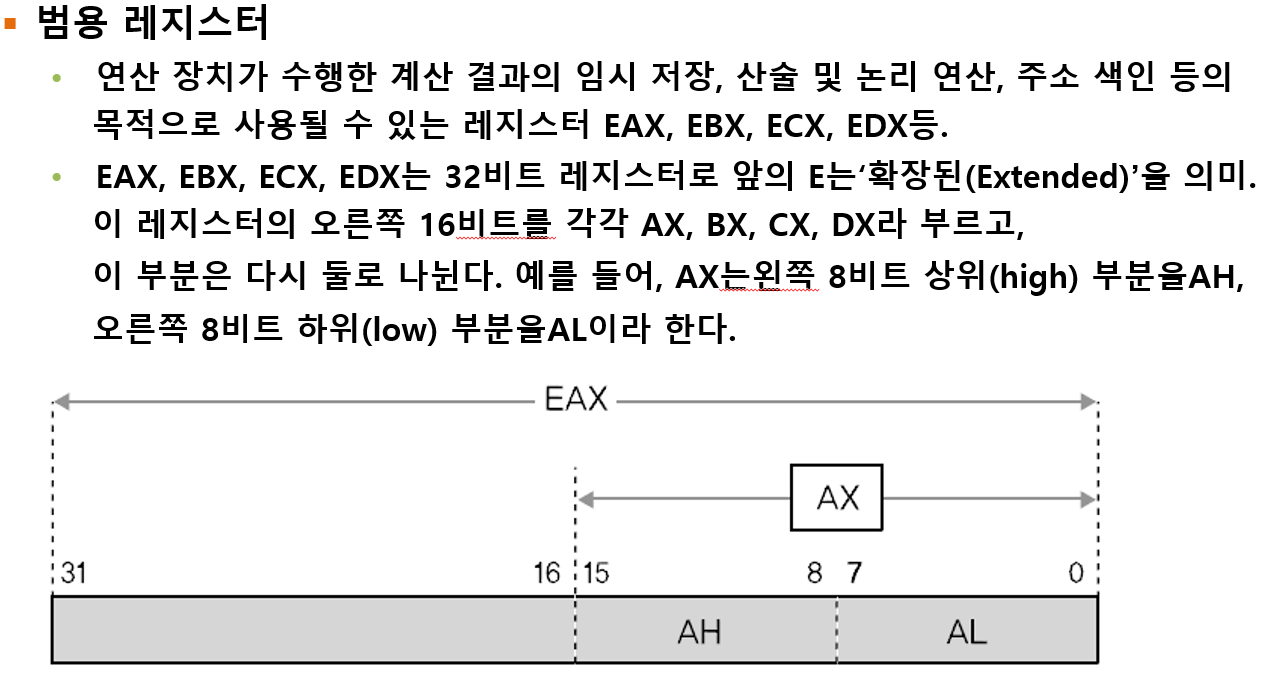 ▪ 범용 레지스터
• 연산 장치가 수행한 계산 결과의 임시 저장, 산술 및 논리 연산, 주소 색인 등의
목적으로 사용될 수 있는 레지스터 EAX, EBX, ECX, EDX등.
• EAX, EBX, ECX, EDX는 32비트 레지스터로 앞의 E는‘확장된(Extended)’을 의미.
이 레지스터의 오른쪽 16비트를 각각 AX, BX, CX, DX라 부르고,
이 부분은 다시 둘로 나뉜다. 예를 들어, AX는왼쪽 8비트 상위(high) 부분을AH,
오른쪽 8비트 하위(low) 부분을AL이라 한다.
EAX
AX
31 16 15 8 7 0
AH AL